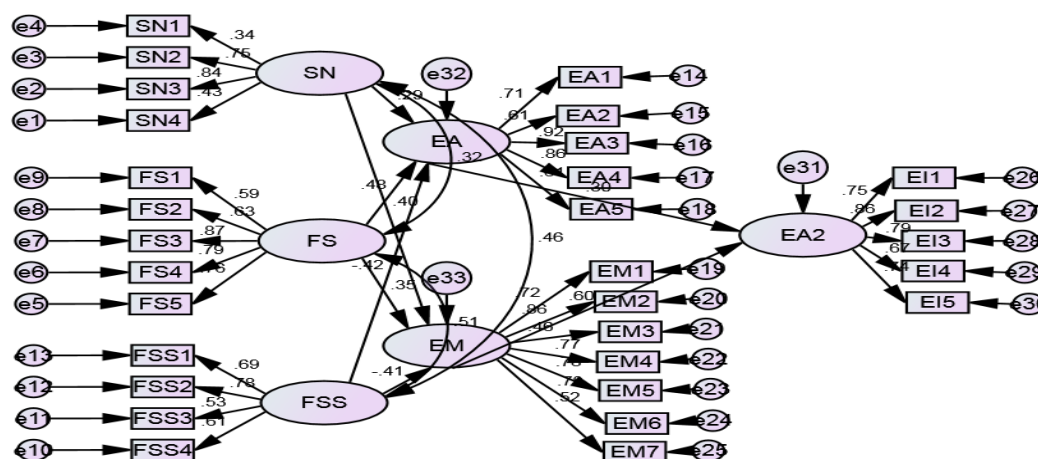 e4 SN1 .34
e3 SN2 .75
e2 SN3 .84
e1 SN4 .43
SN
e9 FS1 .59
e8 FS2 .63
e7 FS3 .87
e6 FS4 .79
e5 FS5
FS
e13 FSS1 .69
e12 FSS2 .78
e11 FSS3 .53
e10 FSS4 .61
FSS
e32
.29
EA
.32
.48
.40
-.42
.35
e33
.51
EM
-.41
.46
.30
.60
.46
.71 EA1 e14
.61 EA2 e15
.92 EA3 e16
.86 EA4 e17
EA5 e18
.72 EM1 e19
.86 EM2 e20
EM3 e21
.77 EM4 e22
EM5 e23
EM6 e24
.52 EM7 e25
e31
EA2
.75 EI1 e26
.86 EI2 e27
.79 EI3 e28
.67 EI4 e29
EI5 e30